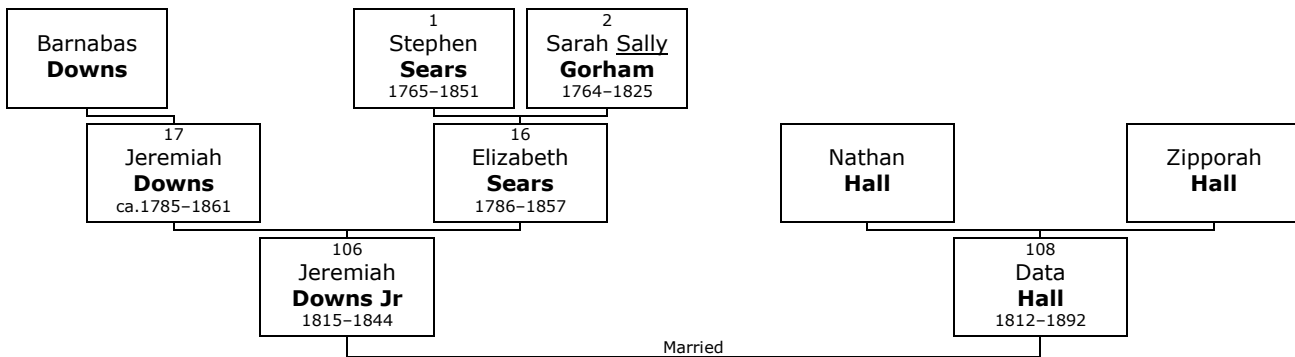 Barnabas
Downs
1
Stephen
Sears
1765–1851
2
Sarah Sally
Gorham
1764–1825
17
Jeremiah
Downs
ca.1785–1861
16
Elizabeth
Sears
1786–1857
Nathan
Hall
Zipporah
Hall
106
Jeremiah
Downs Jr
1815–1844
108
Data
Hall
1812–1892
Married